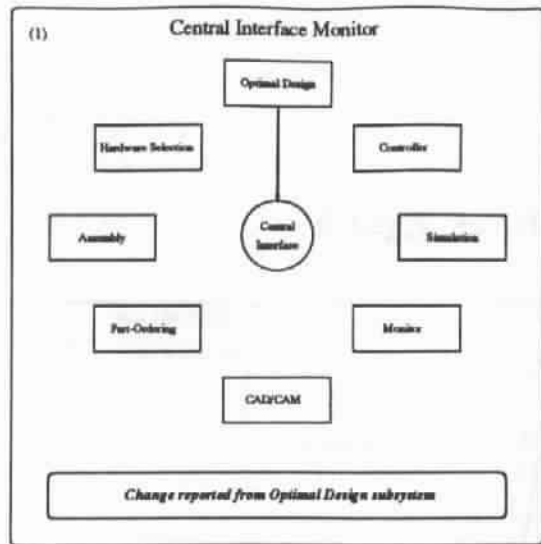 (1)
Central Interface Monitor
Optimal Design
Hardware Selection
Controller
Central
Interface
Assembly
Simulation
Part-Ordering
Monitor
CAD/CAM
Change reported from Optimal Design subsystem